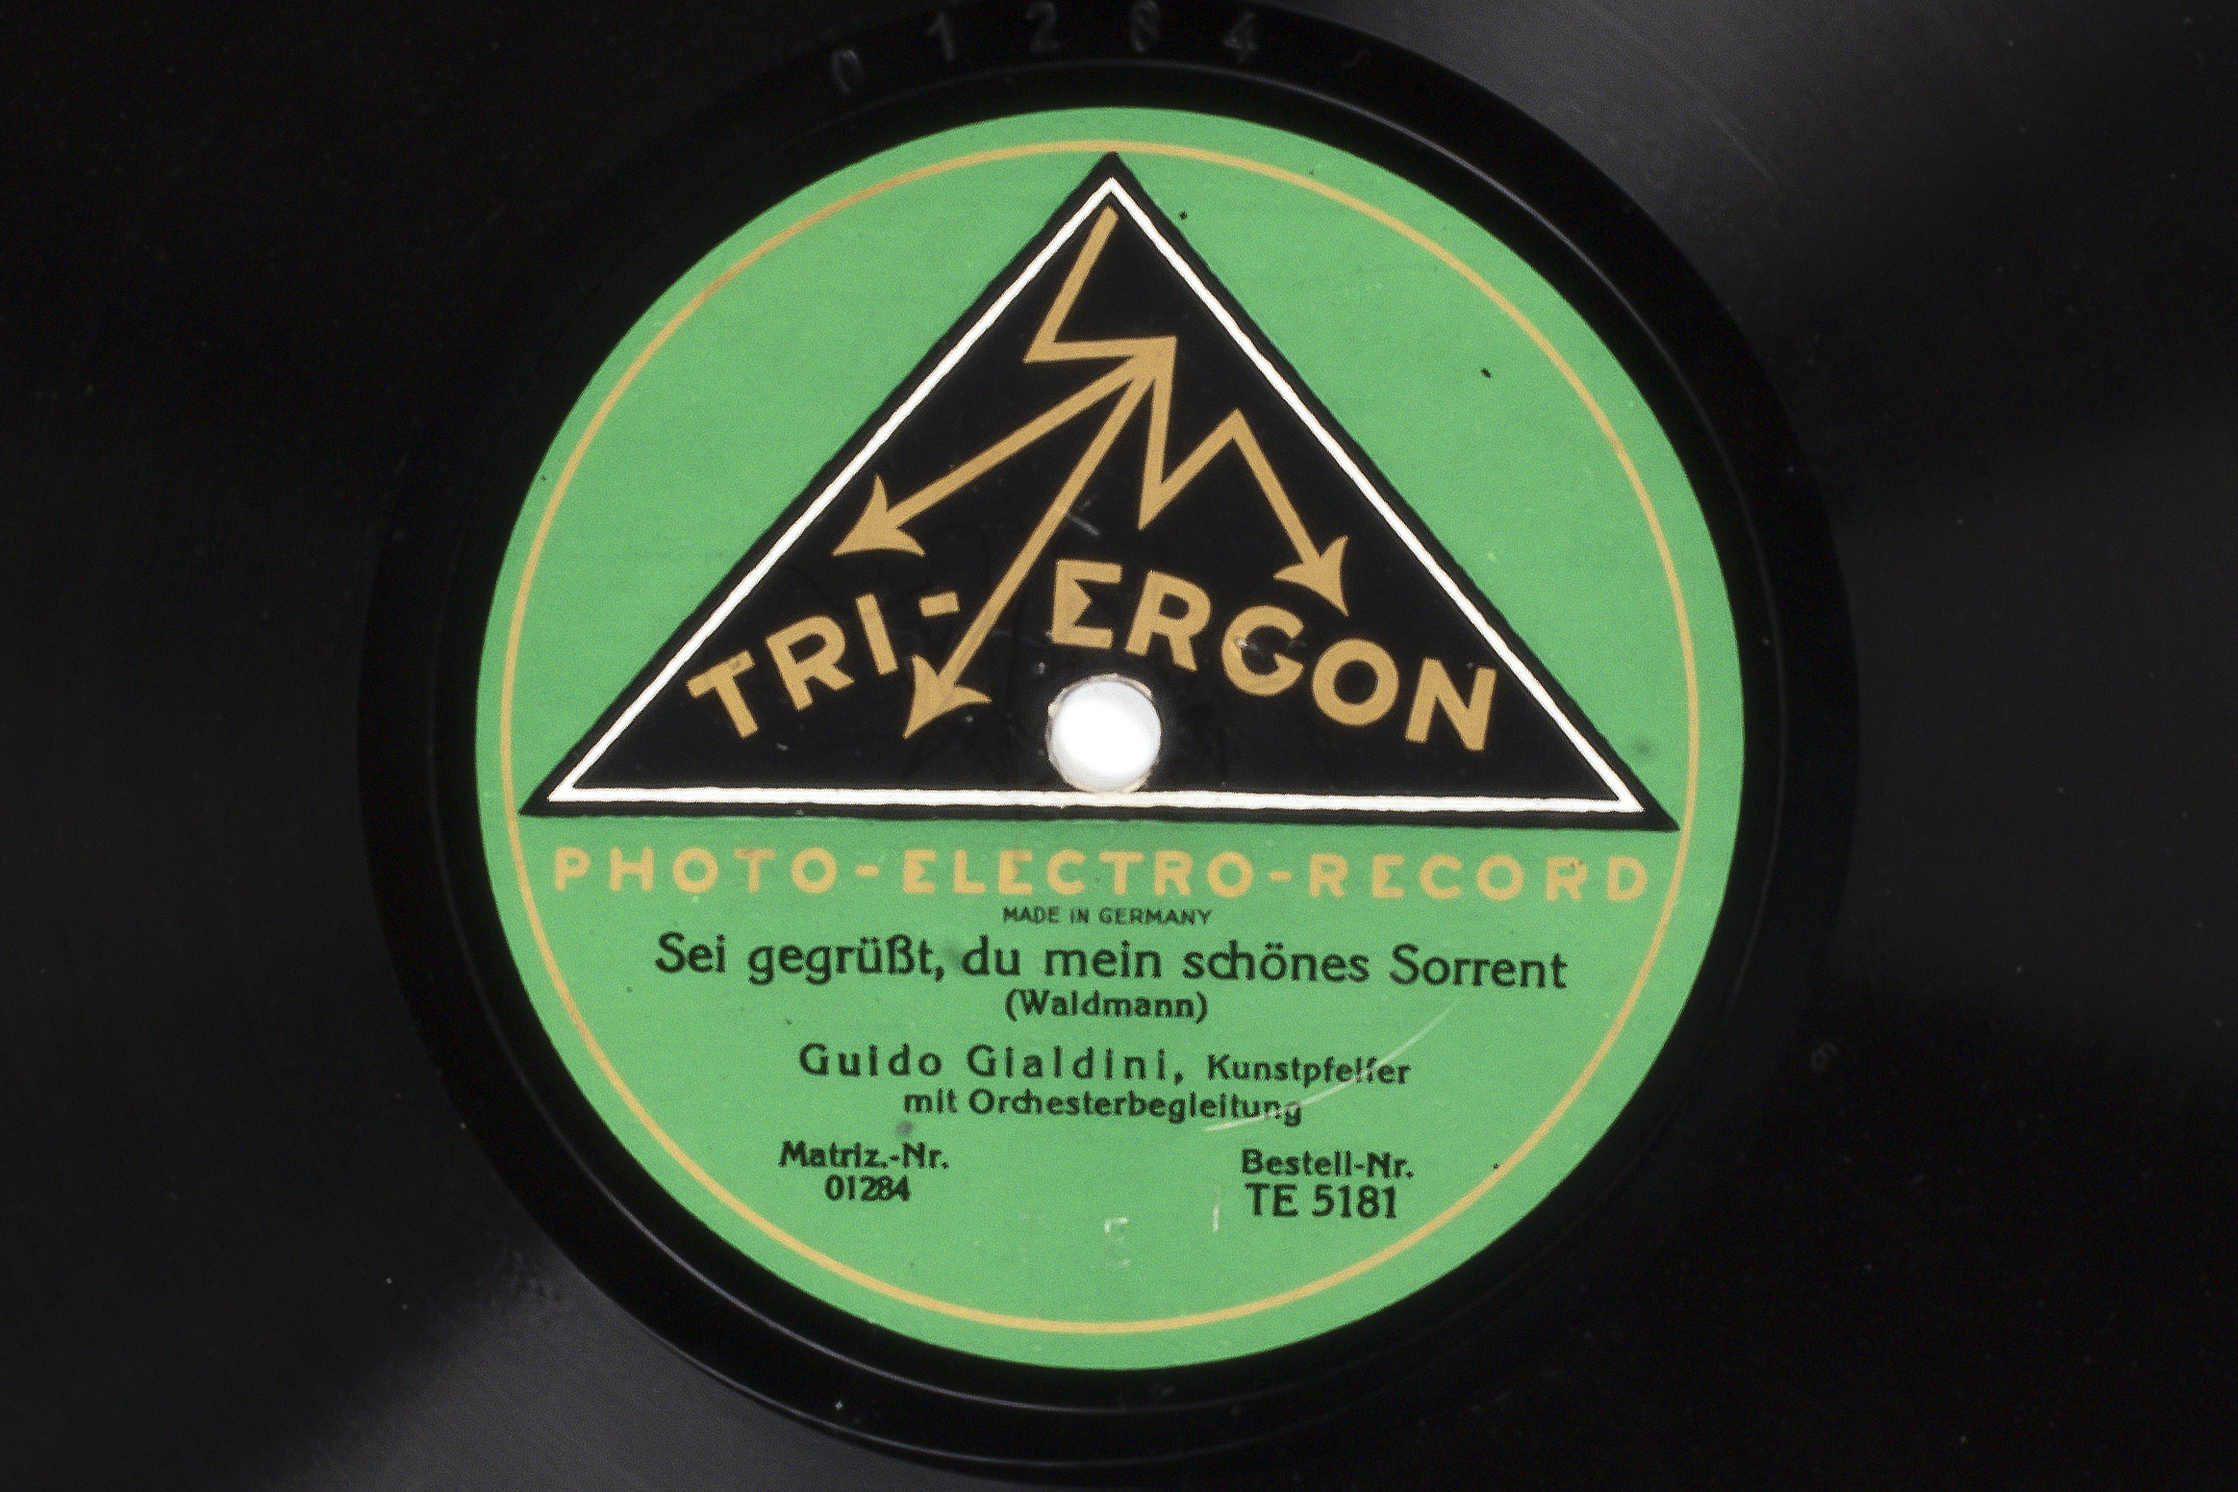 01284
TRI-ERGON
PHOTO-ELECTRO-RECORD
MADE IN GERMANY
Sei gegrüßt, du mein schönes Sorrent
(Waldmann)
Guido Gialdini, Kunstpfeifer
mit Orchesterbegleitung
Matriz.-Nr.
01284
Bestell-Nr.
TE 5181